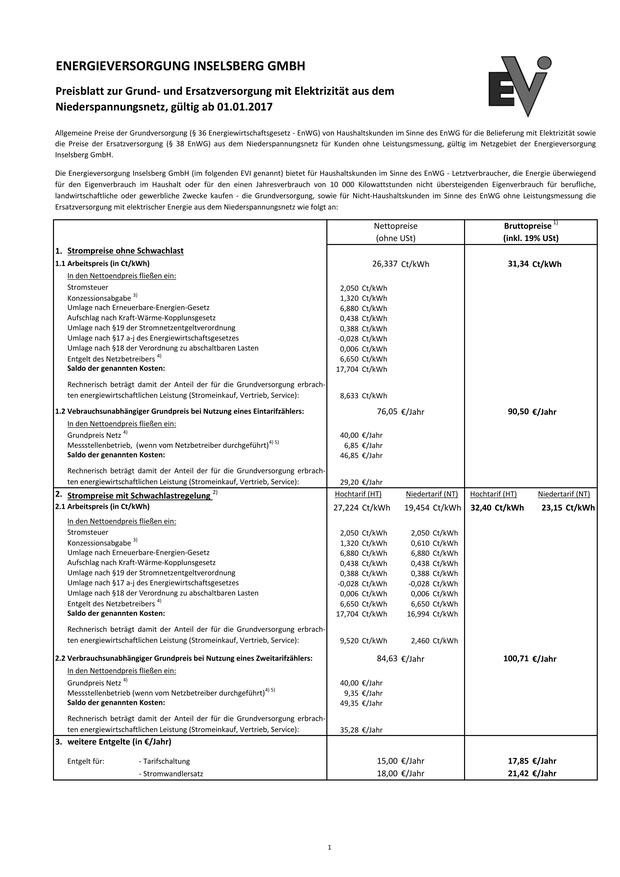 ENERGIEVERSORGUNG INSELSBERG GMBH
EVI
Preisblatt zur Grund- und Ersatzversorgung mit Elektrizität aus dem
Niederspannungsnetz, gültig ab 01.01.2017
Allgemeine Preise der Grundversorgung (§ 36 Energiewirtschaftsgesetz - EnWG) von Haushaltskunden im Sinne des EnWG für die Belieferung mit Elektrizität sowie
die Preise der Ersatzversorgung (§ 38 EnWG) aus dem Niederspannungsnetz für Kunden ohne Leistungsmessung, gültig im Netzgebiet der Energieversorgung
Inselsberg GmbH.
Die Energieversorgung Inselsberg GmbH (im folgenden EVI genannt) bietet für Haushaltskunden im Sinne des EnWG - Letztverbraucher, die Energie überwiegend
für den Eigenverbrauch im Haushalt oder für den einen Jahresverbrauch von 10 000 Kilowattstunden nicht übersteigenden Eigenverbrauch für berufliche,
landwirtschaftliche oder gewerbliche Zwecke kaufen - die Grundversorgung, sowie für Nicht-Haushaltskunden im Sinne des EnWG ohne Leistungsmessung die
Ersatzversorgung mit elektrischer Energie aus dem Niederspannungsnetz wie folgt an:
Nettopreise Bruttopreise 1)
(ohne USt) (inkl. 19% USt)
1. Strompreise ohne Schwachlast
1.1 Arbeitspreis (in Ct/kWh) 26,337 Ct/kWh 31,34 Ct/kWh
In den Nettoendpreis fließen ein:
Stromsteuer 2,050 Ct/kWh
Konzessionsabgabe 3) 1,320 Ct/kWh
Umlage nach Erneuerbare-Energien-Gesetz 6,880 Ct/kWh
Aufschlag nach Kraft-Wärme-Kopplunsgesetz 0,438 Ct/kWh
Umlage nach §19 der Stromnetzentgeltverordnung 0,388 Ct/kWh
Umlage nach §17 a-j des Energiewirtschaftsgesetzes -0,028 Ct/kWh
Umlage nach §18 der Verordnung zu abschaltbaren Lasten 0,006 Ct/kWh
Entgelt des Netzbetreibers 4) 6,650 Ct/kWh
Saldo der genannten Kosten: 17,704 Ct/kWh
Rechnerisch beträgt damit der Anteil der für die Grundversorgung erbrach-
ten energiewirtschaftlichen Leistung (Stromeinkauf, Vertrieb, Service): 8,633 Ct/kWh
1.2 Vebrauchsunabhängiger Grundpreis bei Nutzung eines Eintarifzählers: 76,05 €/Jahr 90,50 €/Jahr
In den Nettoendpreis fließen ein:
Grundpreis Netz 4) 40,00 €/Jahr
Messstellenbetrieb, (wenn vom Netzbetreiber durchgeführt)4) 5) 6,85 €/Jahr
Saldo der genannten Kosten: 46,85 €/Jahr
Rechnerisch beträgt damit der Anteil der für die Grundversorgung erbrach-
ten energiewirtschaftlichen Leistung (Stromeinkauf, Vertrieb, Service): 29,20 €/Jahr
2. Strompreise mit Schwachlastregelung 2) Hochtarif (HT) Niedertarif (NT) Hochtarif (HT) Niedertarif (NT)
2.1 Arbeitspreis (in Ct/kWh) 27,224 Ct/kWh 19,454 Ct/kWh 32,40 Ct/kWh 23,15 Ct/kWh
In den Nettoendpreis fließen ein:
Stromsteuer 2,050 Ct/kWh 2,050 Ct/kWh
Konzessionsabgabe 3) 1,320 Ct/kWh 0,610 Ct/kWh
Umlage nach Erneuerbare-Energien-Gesetz 6,880 Ct/kWh 6,880 Ct/kWh
Aufschlag nach Kraft-Wärme-Kopplunsgesetz 0,438 Ct/kWh 0,438 Ct/kWh
Umlage nach §19 der Stromnetzentgeltverordnung 0,388 Ct/kWh 0,388 Ct/kWh
Umlage nach §17 a-j des Energiewirtschaftsgesetzes -0,028 Ct/kWh -0,028 Ct/kWh
Umlage nach §18 der Verordnung zu abschaltbaren Lasten 0,006 Ct/kWh 0,006 Ct/kWh
Entgelt des Netzbetreibers 4) 6,650 Ct/kWh 6,650 Ct/kWh
Saldo der genannten Kosten: 17,704 Ct/kWh 16,994 Ct/kWh
Rechnerisch beträgt damit der Anteil der für die Grundversorgung erbrach-
ten energiewirtschaftlichen Leistung (Stromeinkauf, Vertrieb, Service): 9,520 Ct/kWh 2,460 Ct/kWh
2.2 Verbrauchsunabhängiger Grundpreis bei Nutzung eines Zweitarifzählers: 84,63 €/Jahr 100,71 €/Jahr
In den Nettoendpreis fließen ein:
Grundpreis Netz 4) 40,00 €/Jahr
Messstellenbetrieb (wenn vom Netzbetreiber durchgeführt)4) 5) 9,35 €/Jahr
Saldo der genannten Kosten: 49,35 €/Jahr
Rechnerisch beträgt damit der Anteil der für die Grundversorgung erbrach-
ten energiewirtschaftlichen Leistung (Stromeinkauf, Vertrieb, Service): 35,28 €/Jahr
3. weitere Entgelte (in €/Jahr)
Entgelt für: - Tarifschaltung 15,00 €/Jahr 17,85 €/Jahr
- Stromwandlersatz 18,00 €/Jahr 21,42 €/Jahr
1